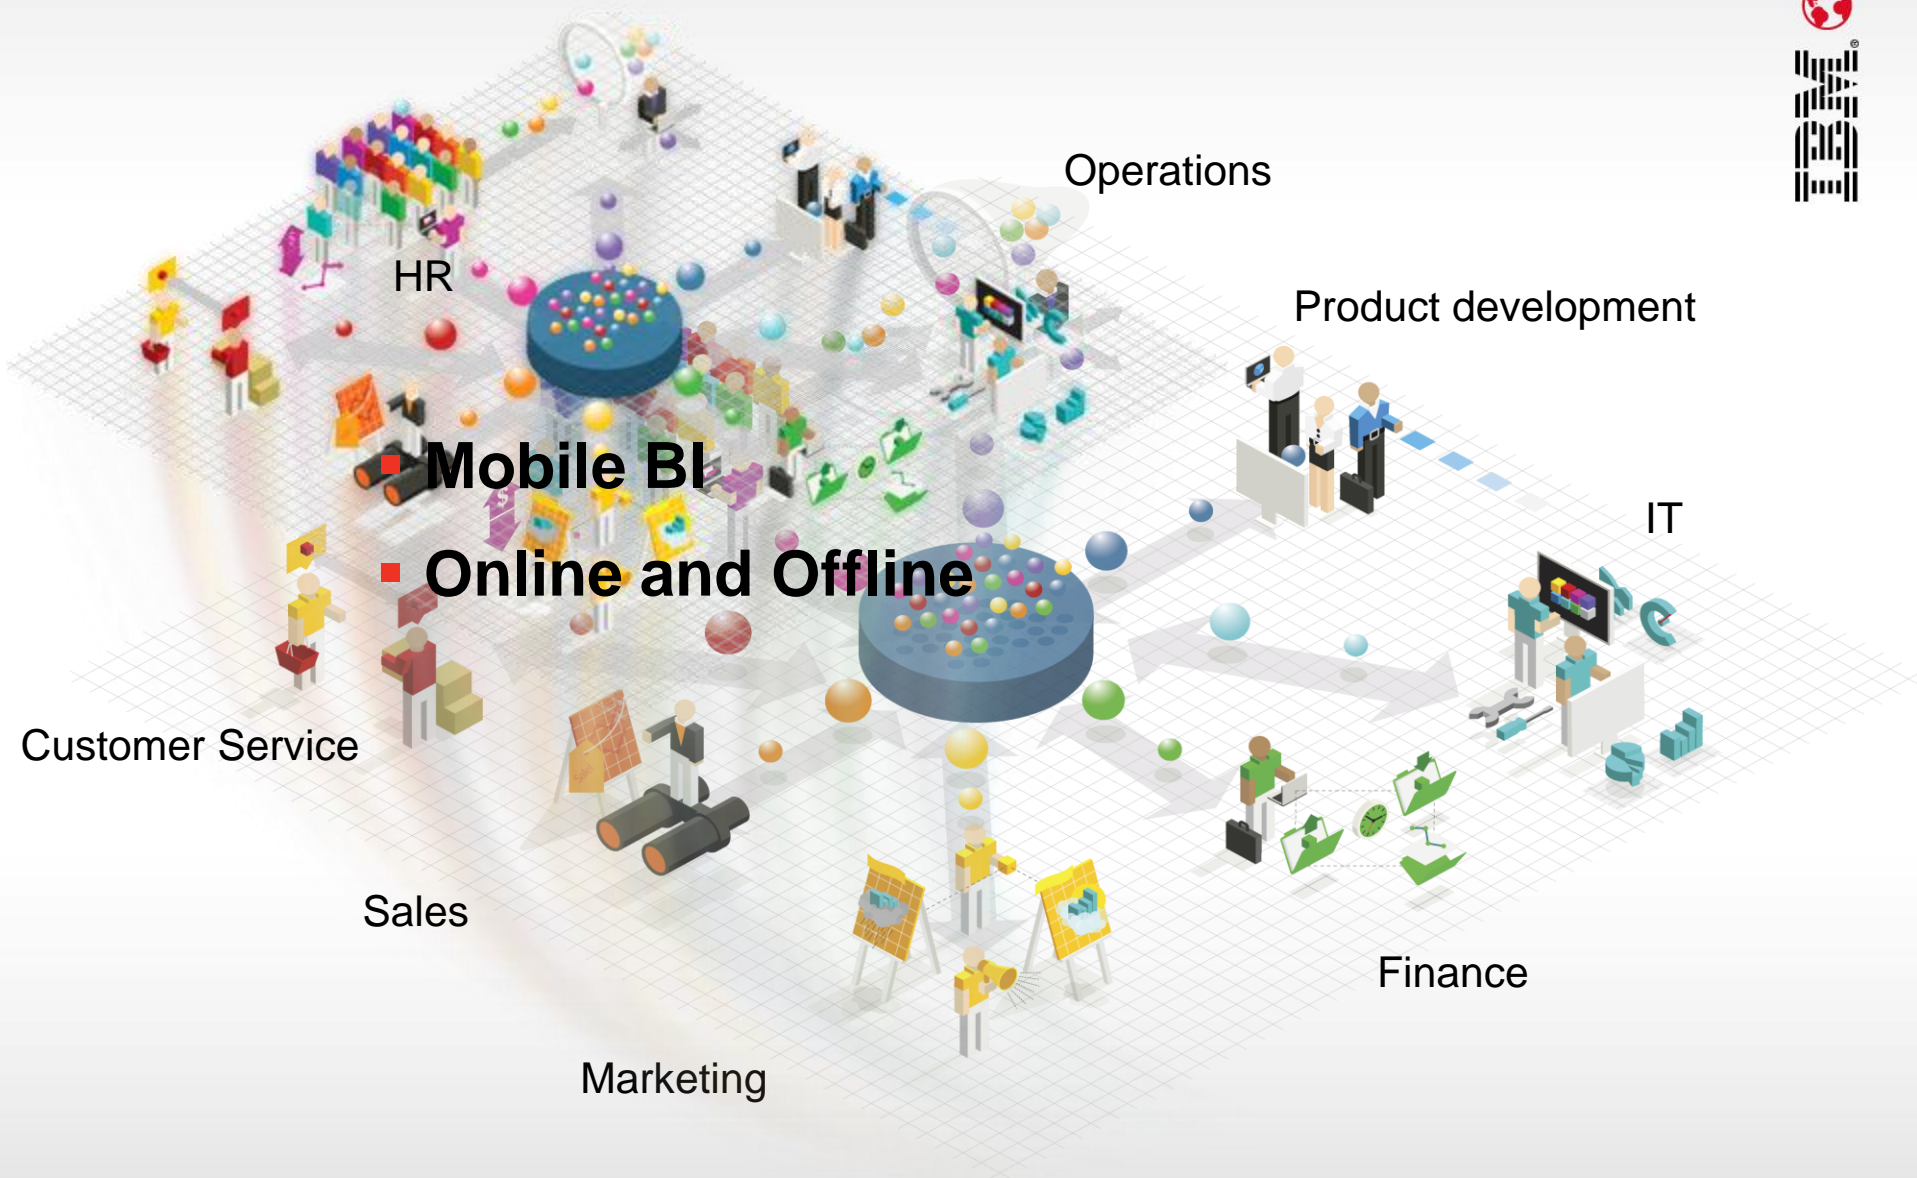 IBM®
Operations
HR
Product development
▪ Mobile BI
IT
▪ Online and Offline
Customer Service
Sales
Finance
Marketing